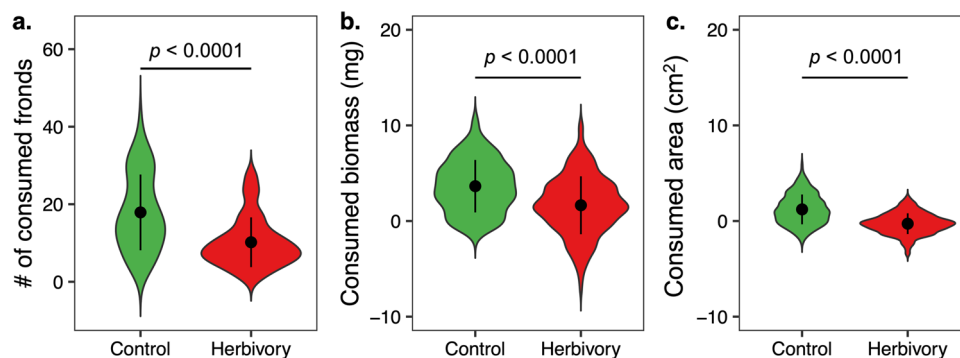 a.
# of consumed fronds
60
40
20
0
p < 0.0001
Control Herbivory
b.
Consumed biomass (mg)
20
10
0
−10
p < 0.0001
Control Herbivory
c.
Consumed area (cm²)
20
10
0
−10
p < 0.0001
Control Herbivory